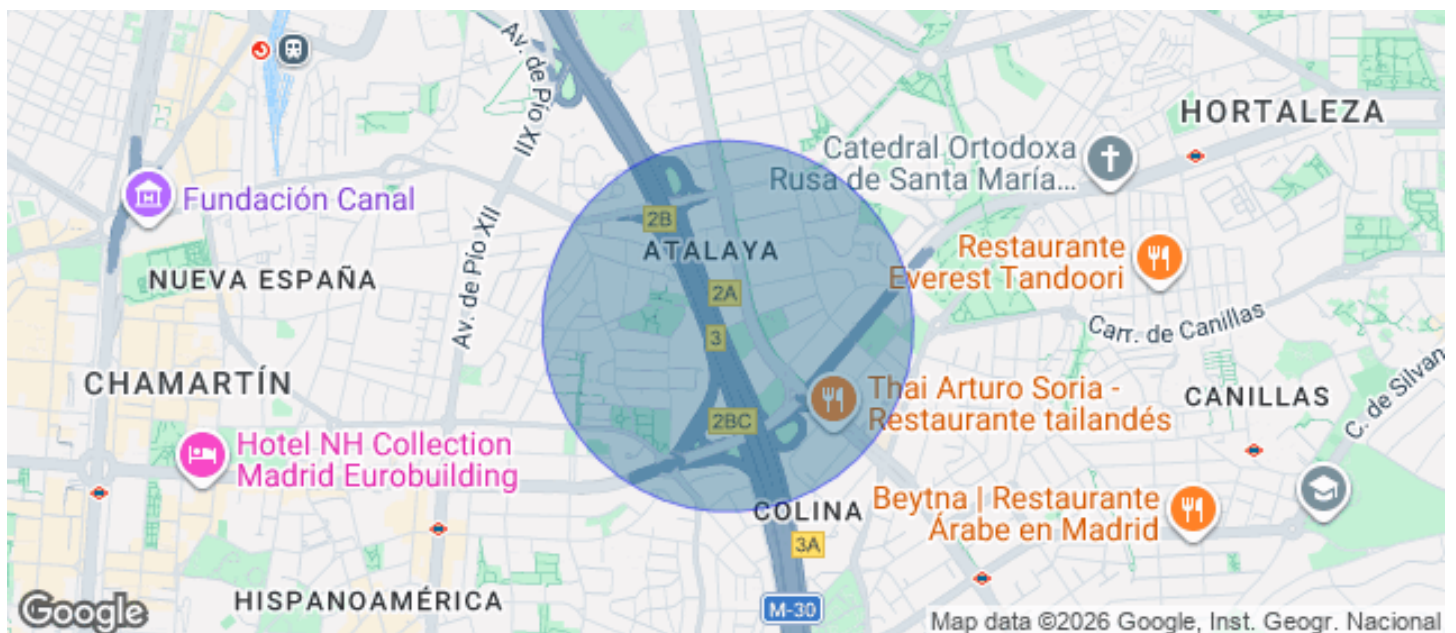 Av. de Pío XII
HORTALEZA
Catedral Ortodoxa
Rusa de Santa María...
Fundación Canal
2B
ATALAYA
Restaurante
Everest Tandoori
NUEVA ESPAÑA
2A
Av. de Pío XII
3
Carr. de Canillas
CHAMARTÍN
Thai Arturo Soria -
Restaurante tailandés
CANILLAS
C. de Silvan
2BC
Hotel NH Collection
Madrid Eurobuilding
COLINA
Beytna | Restaurante
Árabe en Madrid
3A
HISPANOAMÉRICA
M-30
Google
Map data ©2026 Google, Inst. Geogr. Nacional